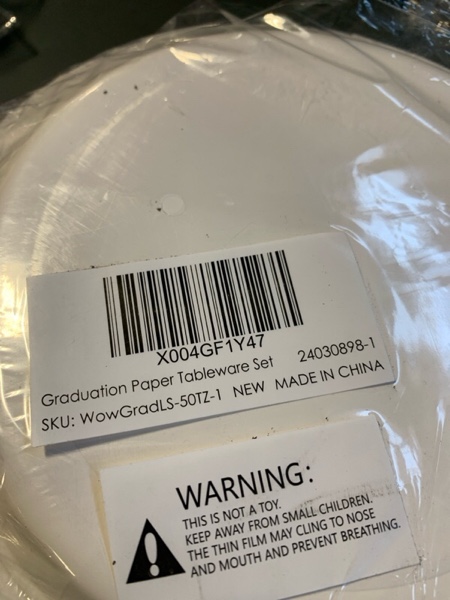 X004GF1Y47
Graduation Paper Tableware Set 24030898-1
SKU: WowGradLS-50TZ-1 NEW MADE IN CHINA
WARNING:
THIS IS NOT A TOY.
KEEP AWAY FROM SMALL CHILDREN.
THE THIN FILM MAY CLING TO NOSE
AND MOUTH AND PREVENT BREATHING.